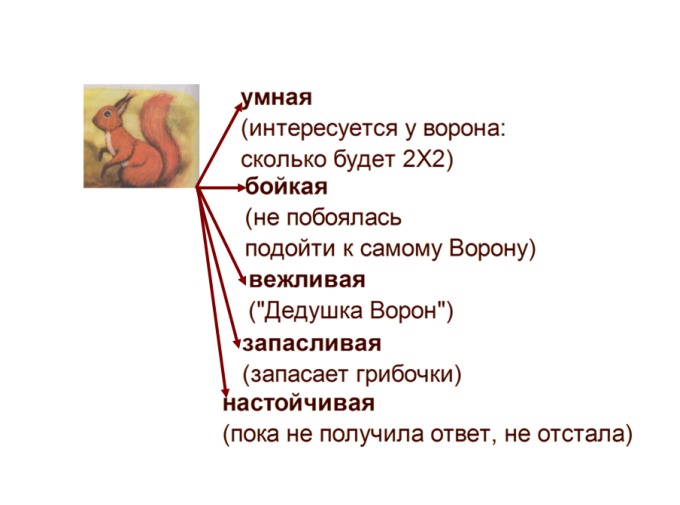 умная
(интересуется у ворона:
сколько будет 2X2)
бойкая
(не побоялась
подойти к самому Ворону)
вежливая
("Дедушка Ворон")
запасливая
(запасает грибочки)
настойчивая
(пока не получила ответ, не отстала)